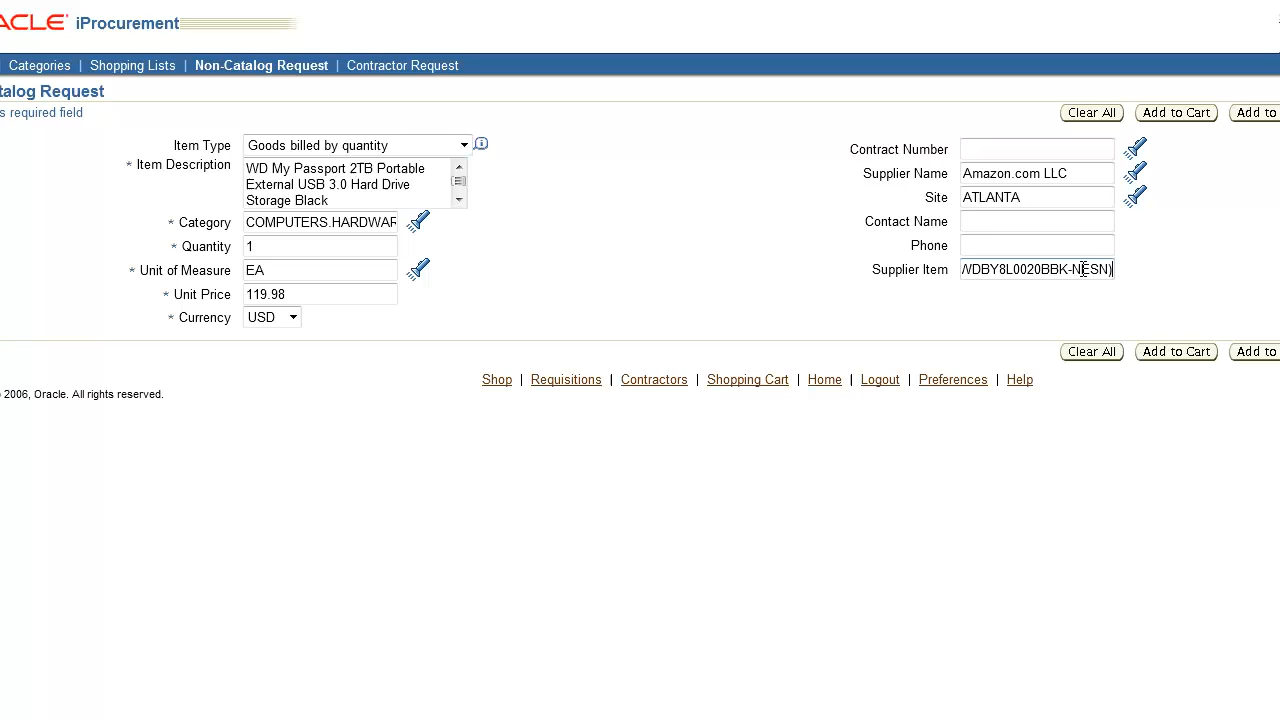 ACLE iProcurement
| Categories | Shopping Lists | Non-Catalog Request | Contractor Request
talog Request
s required field
Clear All Add to Cart Add to
Item Type Goods billed by quantity
* Item Description WD My Passport 2TB Portable
External USB 3.0 Hard Drive
Storage Black
* Category COMPUTERS.HARDWAR
* Quantity 1
* Unit of Measure EA
* Unit Price 119.98
* Currency USD
Contract Number
Supplier Name Amazon.com LLC
Site ATLANTA
Contact Name
Phone
Supplier Item WDBY8L0020BBK-NESN)
Clear All Add to Cart Add to
Shop | Requisitions | Contractors | Shopping Cart | Home | Logout | Preferences | Help
2006, Oracle. All rights reserved.